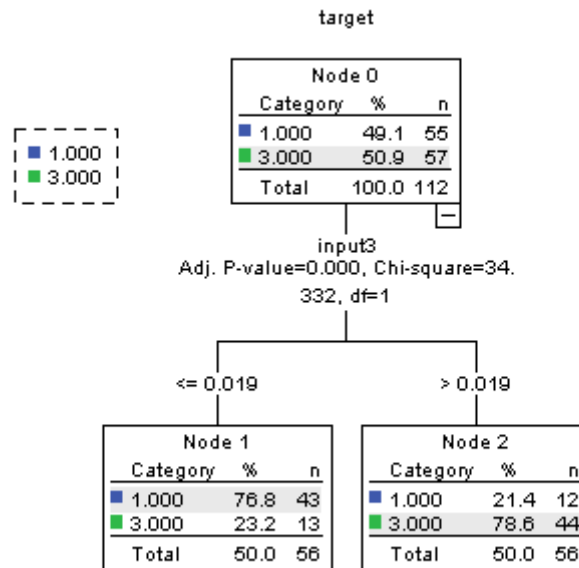 target
Node 0
Category % n
1.000 49.1 55
3.000 50.9 57
Total 100.0 112
1.000
3.000
input3
Adj. P-value=0.000, Chi-square=34.
332, df=1
<= 0.019
> 0.019
Node 1
Category % n
1.000 76.8 43
3.000 23.2 13
Total 50.0 56
Node 2
Category % n
1.000 21.4 12
3.000 78.6 44
Total 50.0 56